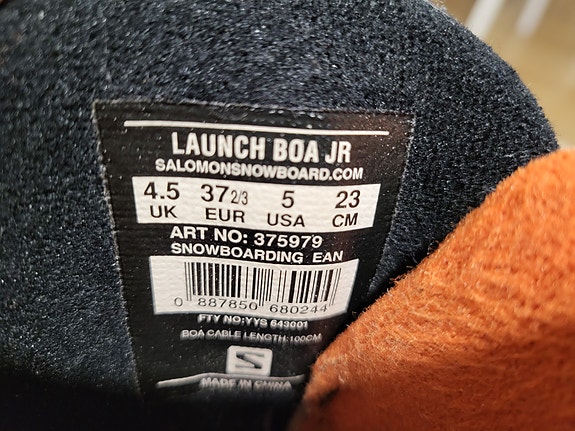 LAUNCH BOA JR
SALOMONSNOWBOARD.COM
4.5 37 2/3 5 23
UK EUR USA CM
ART NO: 375979
SNOWBOARDING EAN
0 887850 680244
FTY NO:YYS 643001
BOA CABLE LENGTH:100CM
S
MADE IN CHINA